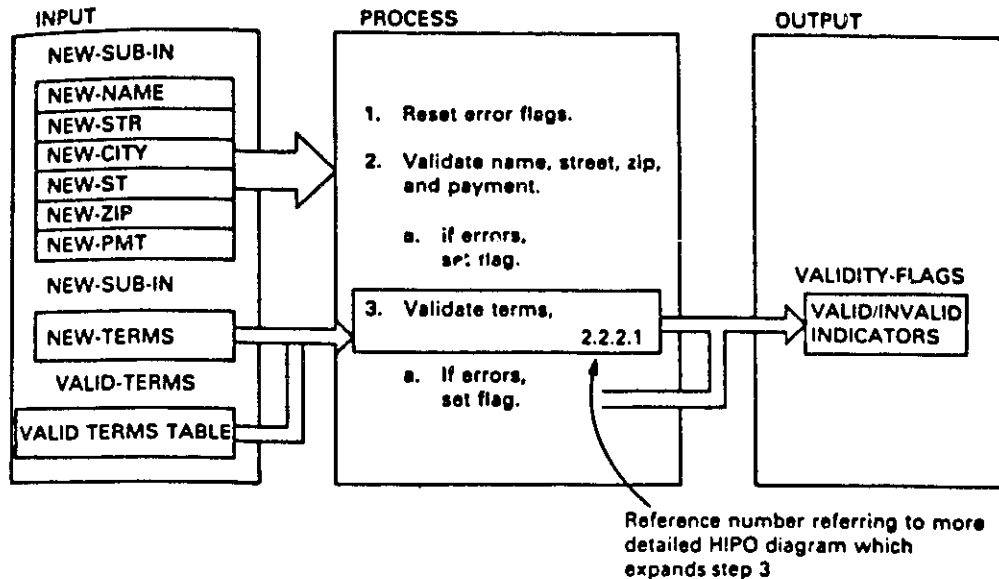 INPUT
NEW-SUB-IN
NEW-NAME
NEW-STR
NEW-CITY
NEW-ST
NEW-ZIP
NEW-PMT
NEW-SUB-IN
NEW-TERMS
VALID-TERMS
VALID TERMS TABLE
PROCESS
1. Reset error flags.
2. Validate name, street, zip,
and payment.
a. if errors,
set flag.
3. Validate terms,
2.2.2.1
a. If errors,
set flag.
OUTPUT
VALIDITY-FLAGS
VALID/INVALID
INDICATORS
Reference number referring to more
detailed HIPO diagram which
expands step 3